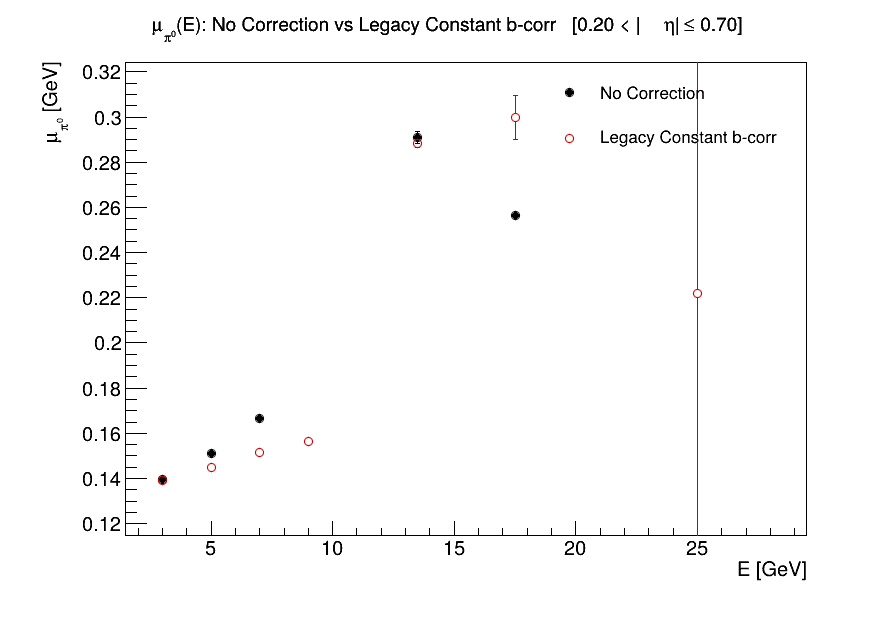 μ_π⁰(E): No Correction vs Legacy Constant b-corr [0.20 < | η| ≤ 0.70]
μ_π⁰ [GeV]
0.32
0.3
0.28
0.26
0.24
0.22
0.2
0.18
0.16
0.14
0.12
No Correction
Legacy Constant b-corr
5 10 15 20 25
E [GeV]